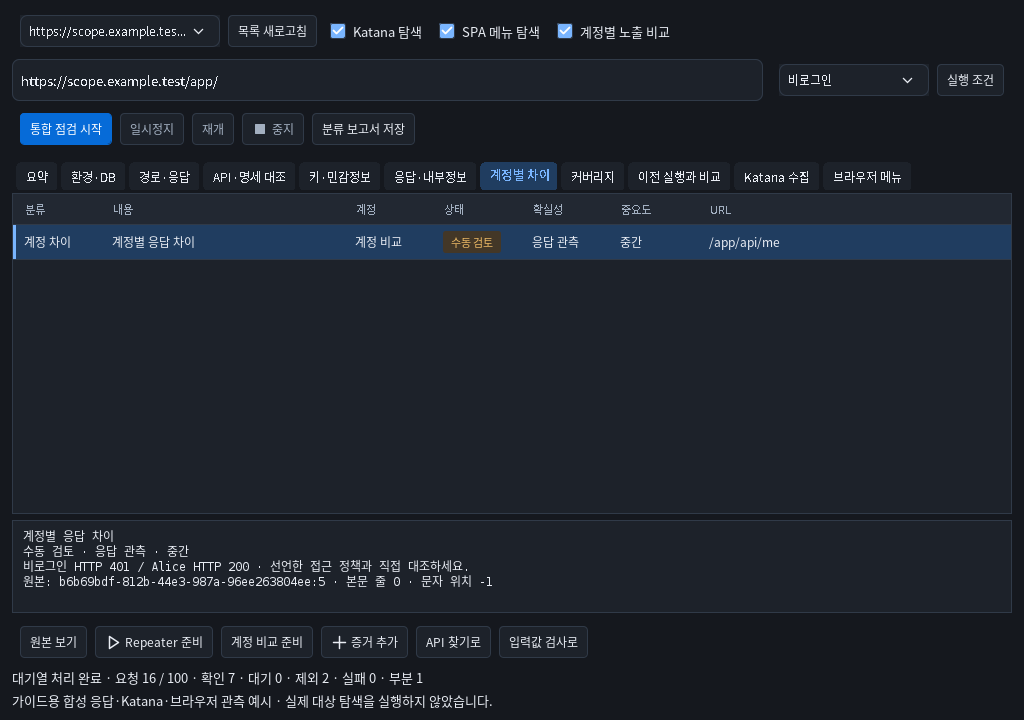 https://scope.example.tes... 목록 새로고침 Katana 탐색 SPA 메뉴 탐색 계정별 노출 비교
https://scope.example.test/app/ 비로그인 실행 조건
통합 점검 시작 일시정지 재개 중지 분류 보고서 저장
요약 환경·DB 경로·응답 API·명세 대조 키·민감정보 응답·내부정보 계정별 차이 커버리지 이전 실행과 비교 Katana 수집 브라우저 메뉴
분류 내용 계정 상태 확실성 중요도 URL
계정 차이 계정별 응답 차이 계정 비교 수동 검토 응답 관측 중간 /app/api/me
계정별 응답 차이
수동 검토 · 응답 관측 · 중간
비로그인 HTTP 401 / Alice HTTP 200 · 선언한 접근 정책과 직접 대조하세요.
원본: b6b69bdf-812b-44e3-987a-96ee263804ee:5 · 본문 줄 0 · 문자 위치 -1
원본 보기 Repeater 준비 계정 비교 준비 증거 추가 API 찾기로 입력값 검사로
대기열 처리 완료 · 요청 16 / 100 · 확인 7 · 대기 0 · 제외 2 · 실패 0 · 부분 1
가이드용 합성 응답·Katana·브라우저 관측 예시 · 실제 대상 탐색을 실행하지 않았습니다.